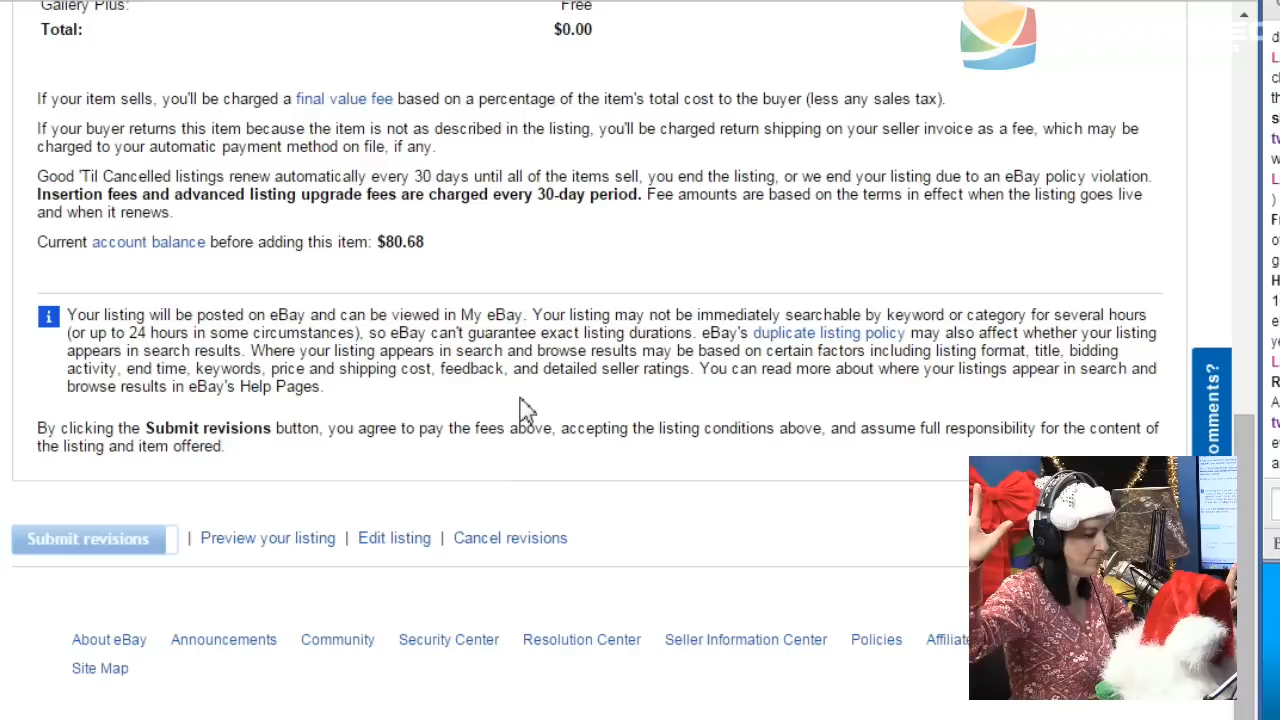 Gallery Plus: Free
Total: $0.00
If your item sells, you'll be charged a final value fee based on a percentage of the item's total cost to the buyer (less any sales tax).
If your buyer returns this item because the item is not as described in the listing, you'll be charged return shipping on your seller invoice as a fee, which may be
charged to your automatic payment method on file, if any.
Good 'Til Cancelled listings renew automatically every 30 days until all of the items sell, you end the listing, or we end your listing due to an eBay policy violation.
Insertion fees and advanced listing upgrade fees are charged every 30-day period. Fee amounts are based on the terms in effect when the listing goes live
and when it renews.
Current account balance before adding this item: $80.68
i Your listing will be posted on eBay and can be viewed in My eBay. Your listing may not be immediately searchable by keyword or category for several hours
(or up to 24 hours in some circumstances), so eBay can't guarantee exact listing durations. eBay's duplicate listing policy may also affect whether your listing
appears in search results. Where your listing appears in search and browse results may be based on certain factors including listing format, title, bidding
activity, end time, keywords, price and shipping cost, feedback, and detailed seller ratings. You can read more about where your listings appear in search and
browse results in eBay's Help Pages.
omments?
By clicking the Submit revisions button, you agree to pay the fees above, accepting the listing conditions above, and assume full responsibility for the content of
the listing and item offered.
Submit revisions | Preview your listing | Edit listing | Cancel revisions
About eBay Announcements Community Security Center Resolution Center Seller Information Center Policies Affiliate
Site Map